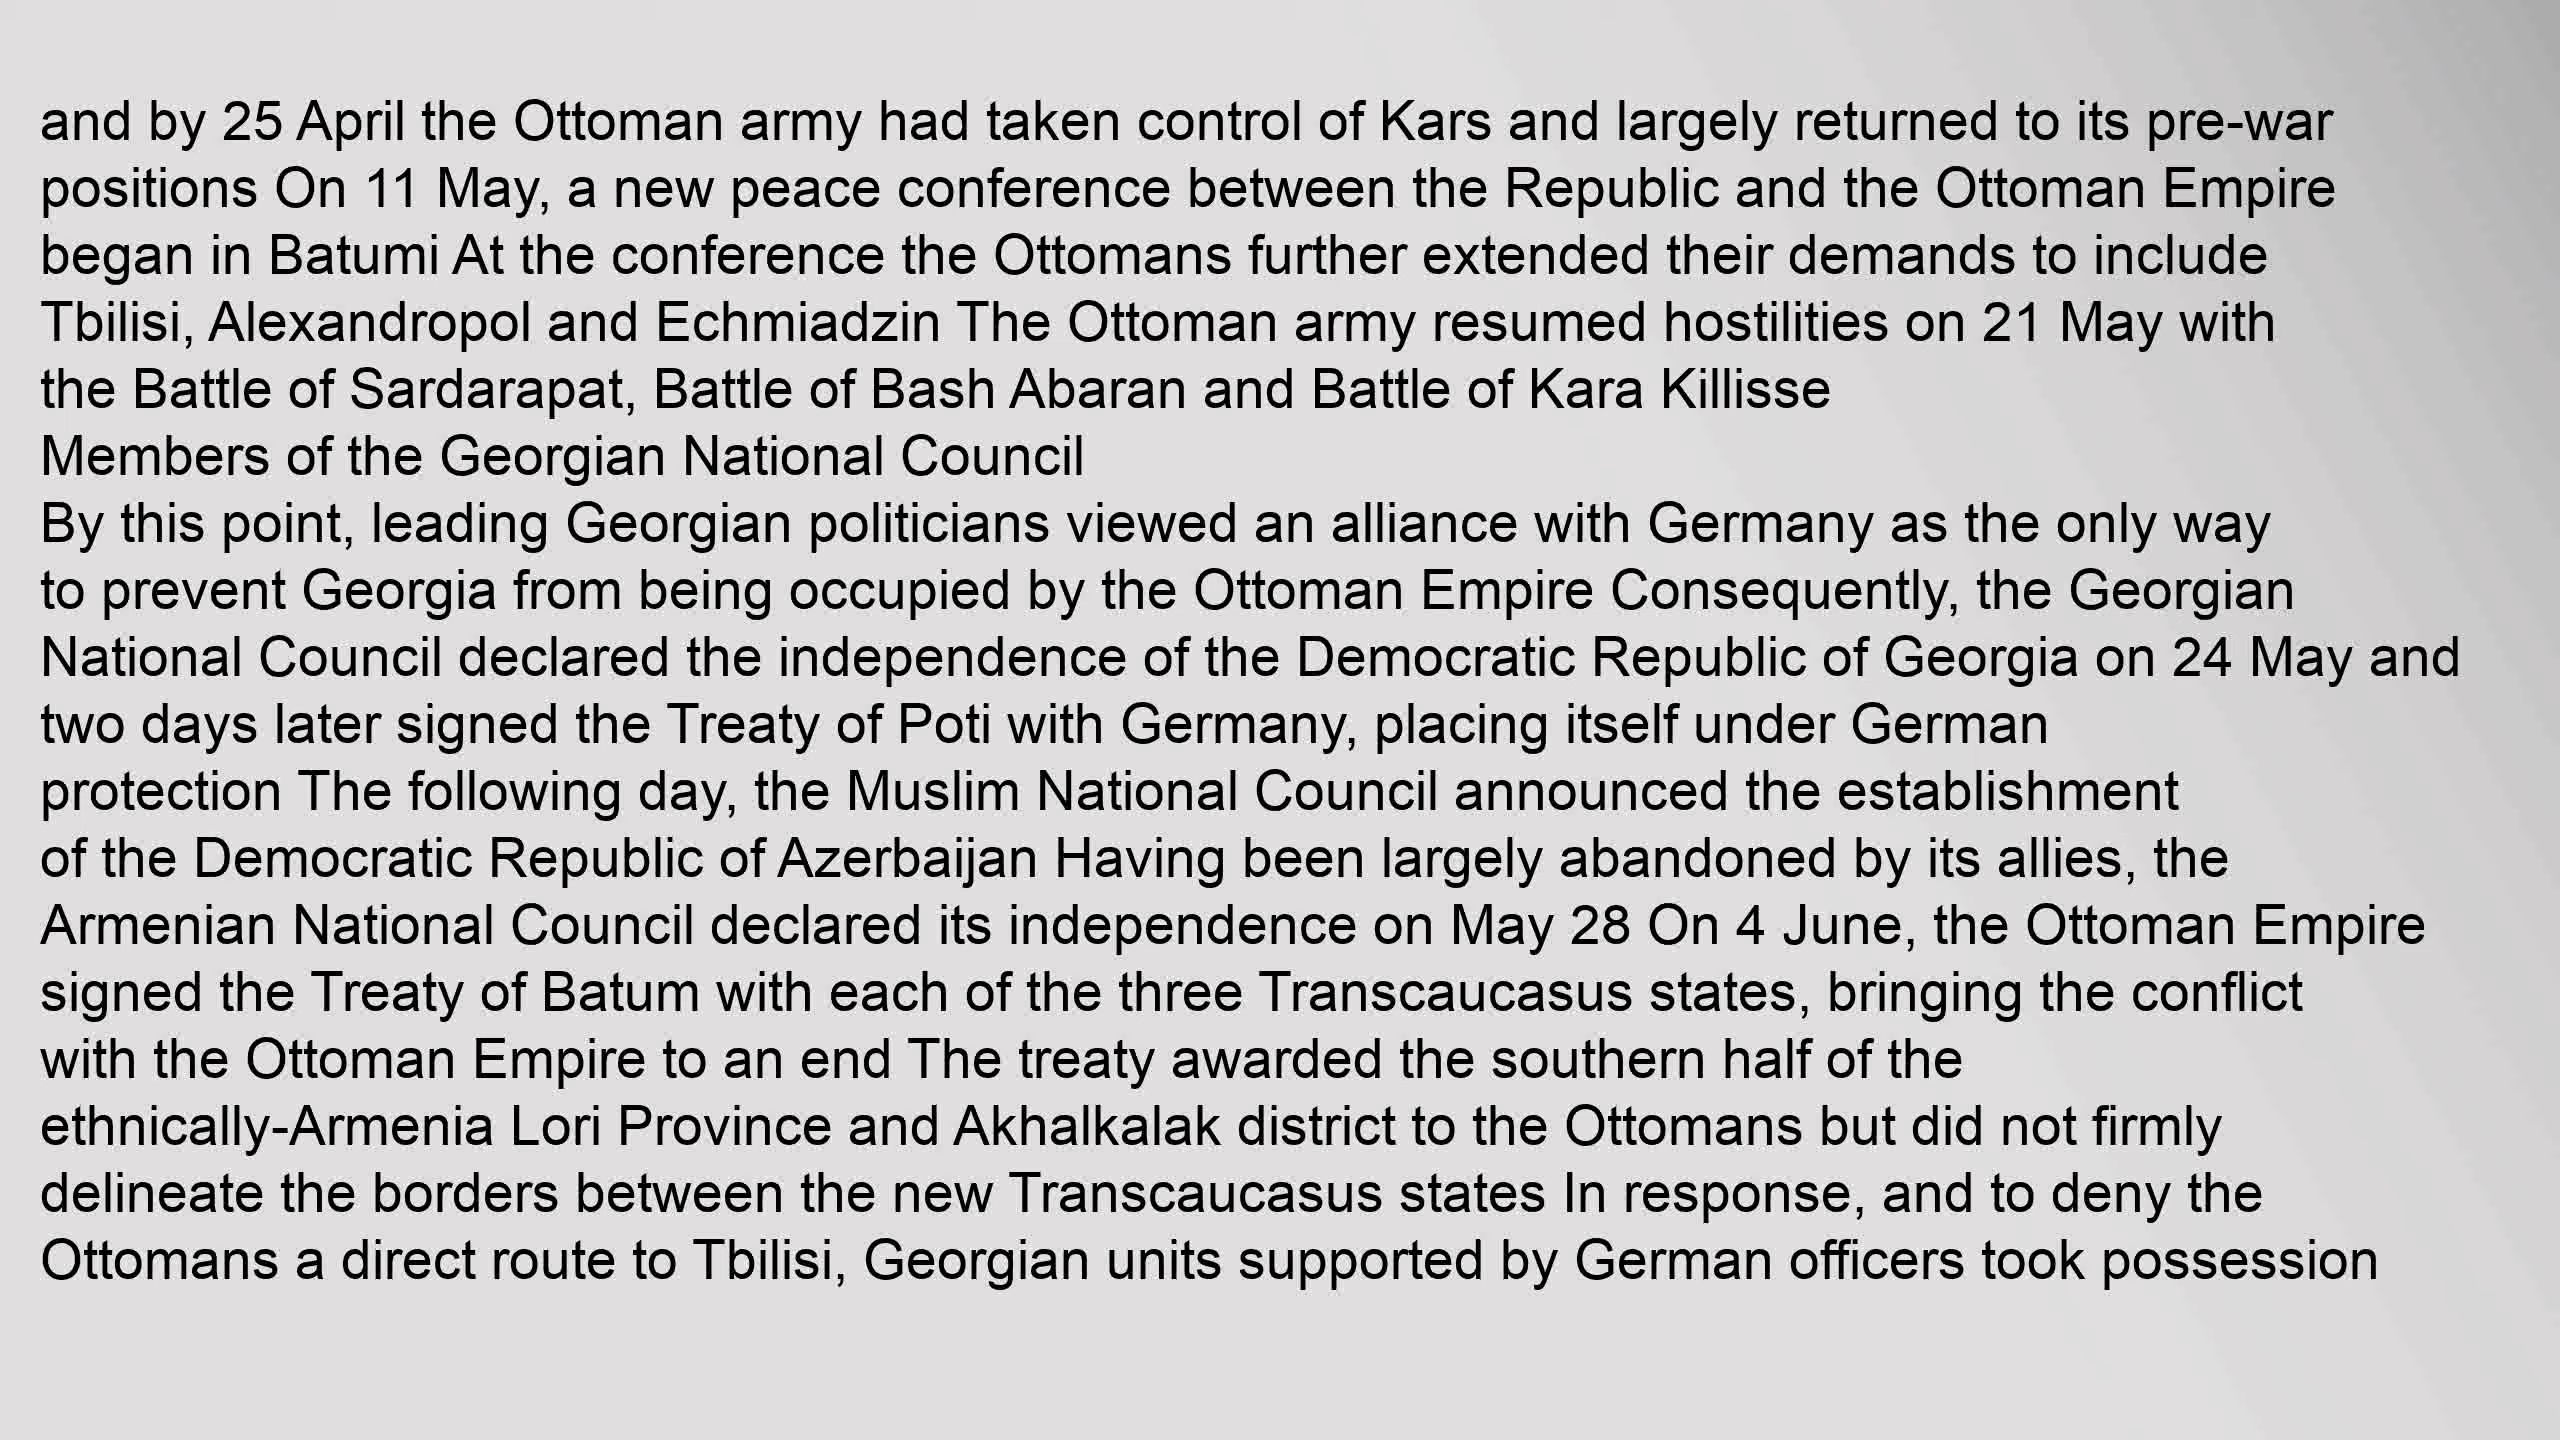 and by 25 April the Ottoman army had taken control of Kars and largely returned to its pre-war
positions On 11 May, a new peace conference between the Republic and the Ottoman Empire
began in Batumi At the conference the Ottomans further extended their demands to include
Tbilisi, Alexandropol and Echmiadzin The Ottoman army resumed hostilities on 21 May with
the Battle of Sardarapat, Battle of Bash Abaran and Battle of Kara Killisse
Members of the Georgian National Council
By this point, leading Georgian politicians viewed an alliance with Germany as the only way
to prevent Georgia from being occupied by the Ottoman Empire Consequently, the Georgian
National Council declared the independence of the Democratic Republic of Georgia on 24 May and
two days later signed the Treaty of Poti with Germany, placing itself under German
protection The following day, the Muslim National Council announced the establishment
of the Democratic Republic of Azerbaijan Having been largely abandoned by its allies, the
Armenian National Council declared its independence on May 28 On 4 June, the Ottoman Empire
signed the Treaty of Batum with each of the three Transcaucasus states, bringing the conflict
with the Ottoman Empire to an end The treaty awarded the southern half of the
ethnically-Armenia Lori Province and Akhalkalak district to the Ottomans but did not firmly
delineate the borders between the new Transcaucasus states In response, and to deny the
Ottomans a direct route to Tbilisi, Georgian units supported by German officers took possession